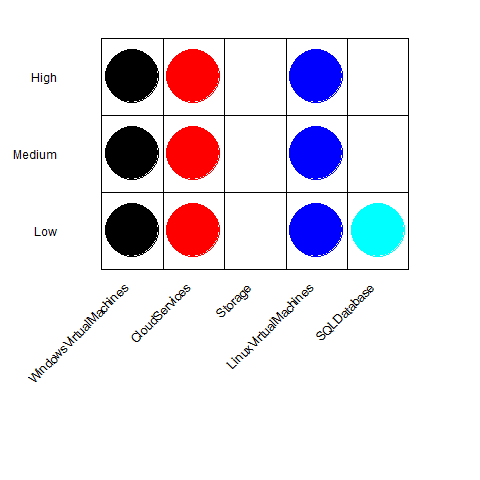 High
Medium
Low
WindowsVirtualMachines
CloudServices
Storage
LinuxVirtualMachines
SQLDatabase